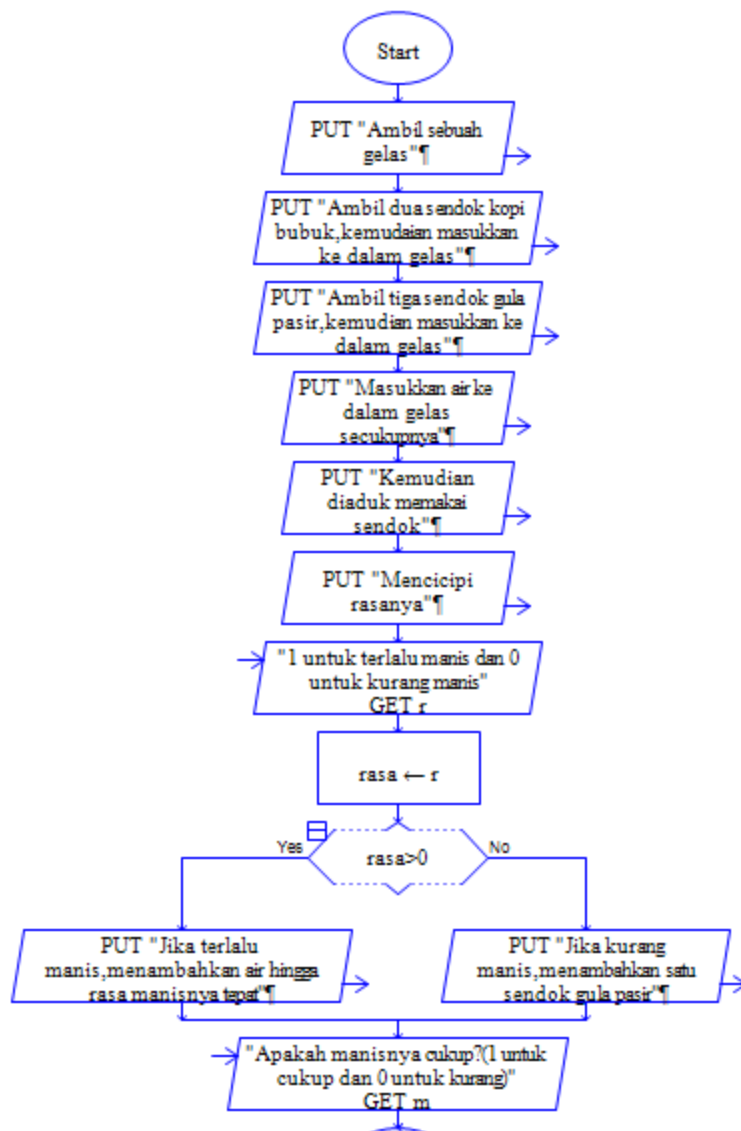 Start
PUT "Ambil sebuah
gelas"¶
PUT "Ambil dua sendok kopi
bubuk,kemudaian masukkan
ke dalam gelas"¶
PUT "Ambil tiga sendok gula
pasir,kemudian masukkan ke
dalam gelas"¶
PUT "Masukkan air ke
dalam gelas
secukupnya"¶
PUT "Kemudian
diaduk memakai
sendok"¶
PUT "Mencicipi
rasanya"¶
"1 untuk terlalu manis dan 0
untuk kurang manis"
GET r
rasa ← r
Yes
rasa>0
No
PUT "Jika terlalu
manis,menambahkan air hingga
rasa manisnya tepat"¶
PUT "Jika kurang
manis,menambahkan satu
sendok gula pasir"¶
"Apakah manisnya cukup?(1 untuk
cukup dan 0 untuk kurang)"
GET m